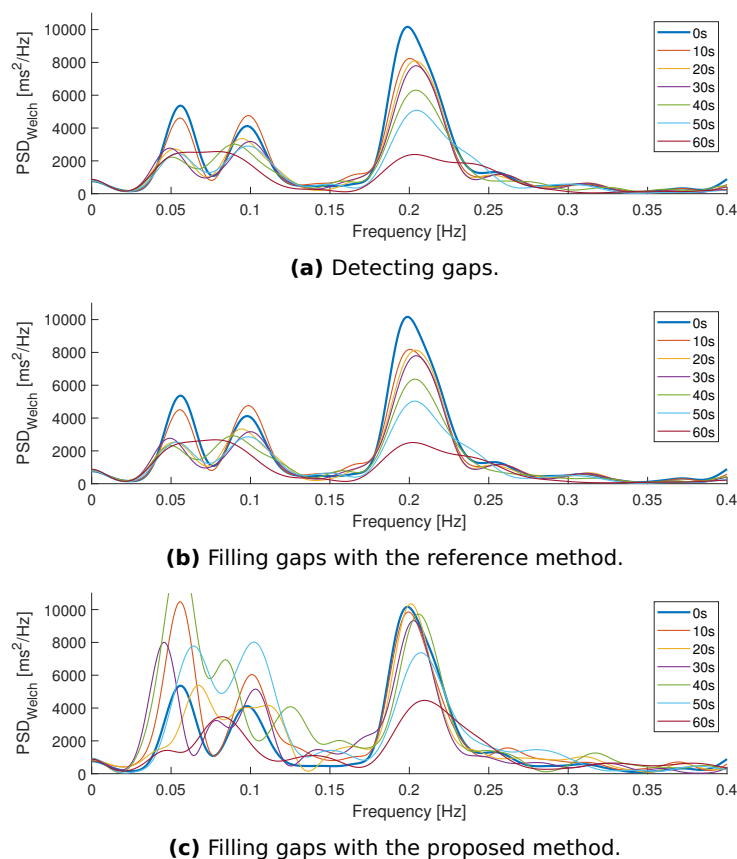 10000
8000
6000
4000
2000
0
PSD_Welch [ms²/Hz]
0s
10s
20s
30s
40s
50s
60s
0 0.05 0.1 0.15 0.2 0.25 0.3 0.35 0.4
Frequency [Hz]
(a) Detecting gaps.
10000
8000
6000
4000
2000
0
PSD_Welch [ms²/Hz]
0s
10s
20s
30s
40s
50s
60s
0 0.05 0.1 0.15 0.2 0.25 0.3 0.35 0.4
Frequency [Hz]
(b) Filling gaps with the reference method.
10000
8000
6000
4000
2000
0
PSD_Welch [ms²/Hz]
0s
10s
20s
30s
40s
50s
60s
0 0.05 0.1 0.15 0.2 0.25 0.3 0.35 0.4
Frequency [Hz]
(c) Filling gaps with the proposed method.